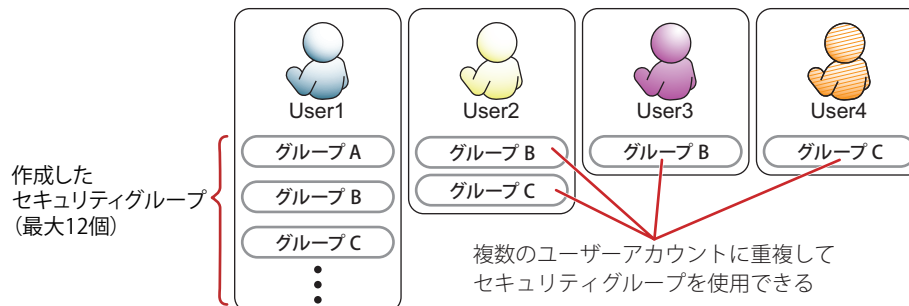 User1
User2
User3
User4
グループ A
グループ B
グループ C
グループ B
グループ C
グループ B
グループ C
作成した
セキュリティグループ
（最大12個）
複数のユーザーアカウントに重複して
セキュリティグループを使用できる